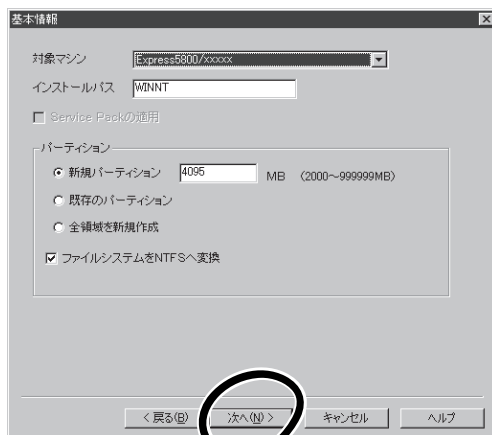 基本情報
対象マシン Express5800/xxxxx
インストールパス WINNT
Service Packの適用
パーティション
新規パーティション 4095 MB (2000～999999MB)
既存のパーティション
全領域を新規作成
ファイルシステムをNTFSへ変換
< 戻る(B) 次へ(N) > キャンセル ヘルプ